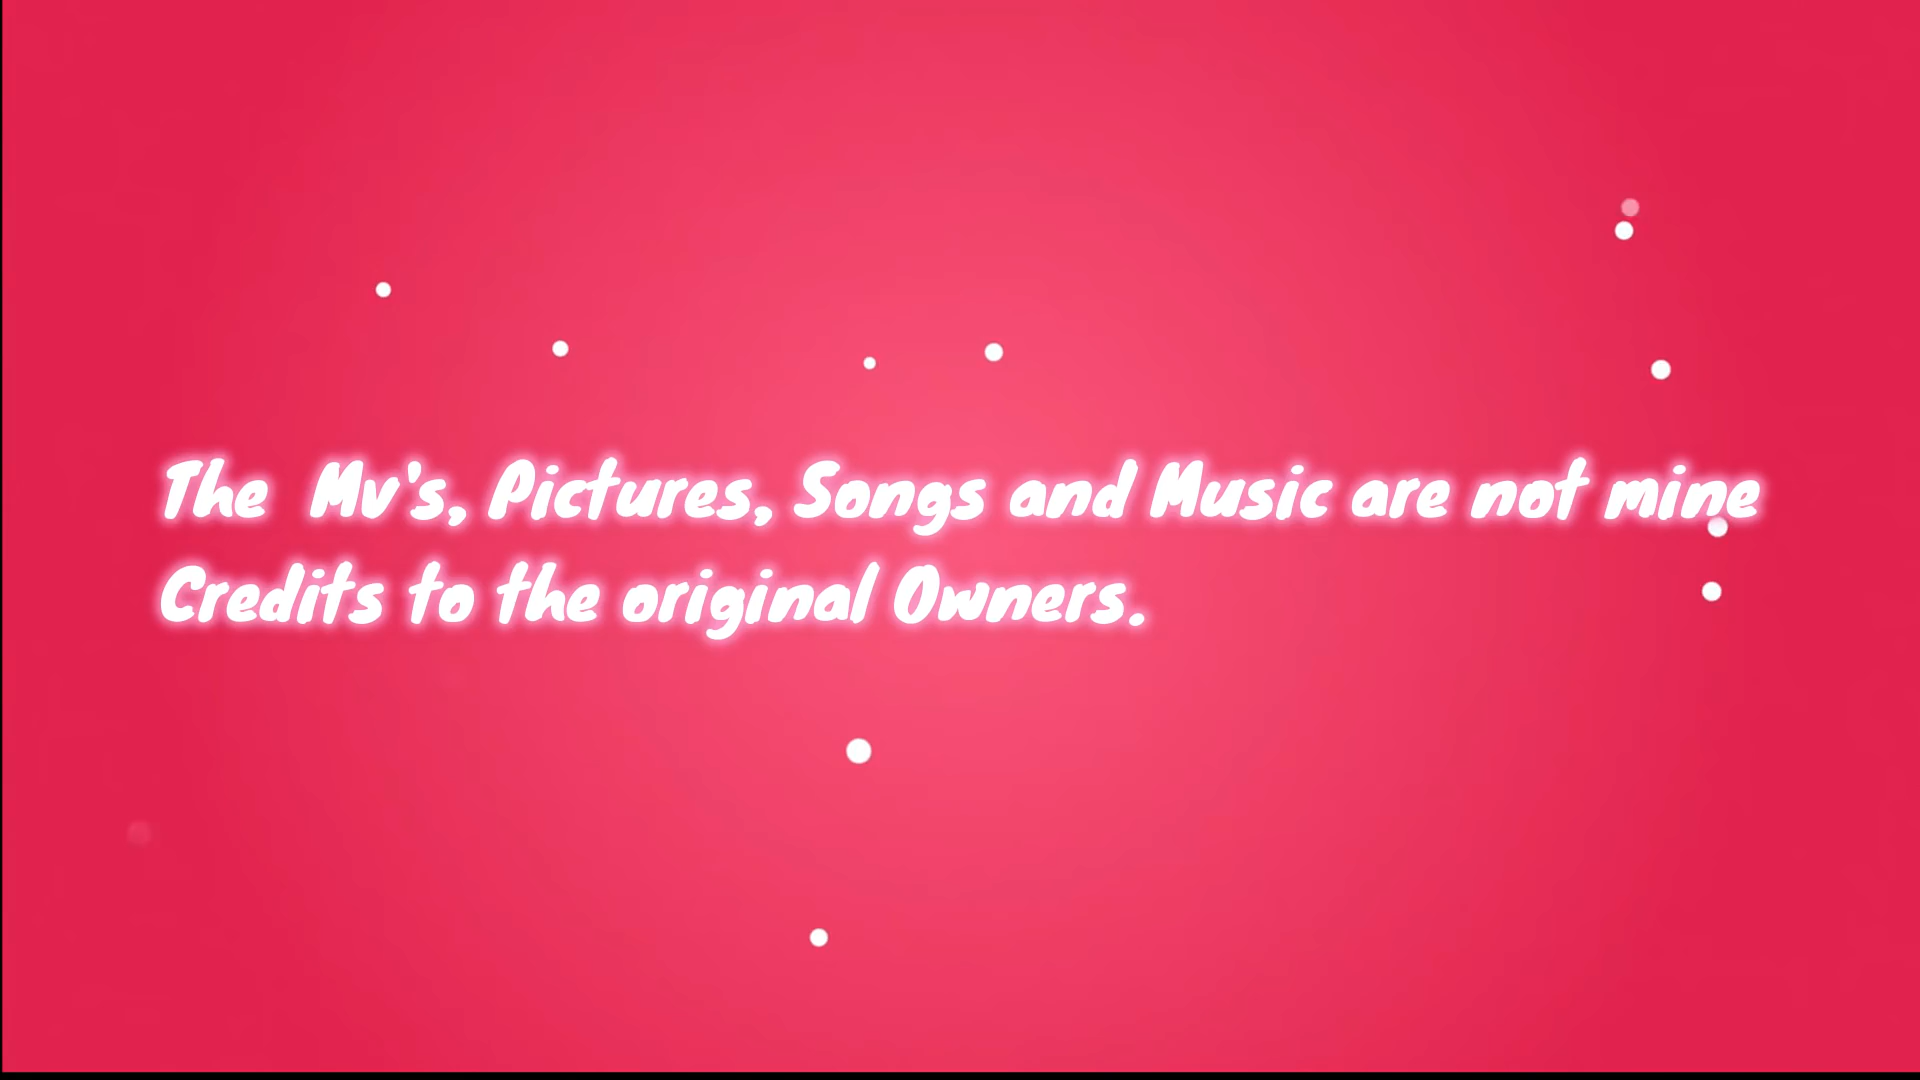 The Mv's, Pictures, Songs and Music are not mine
Credits to the original Owners.